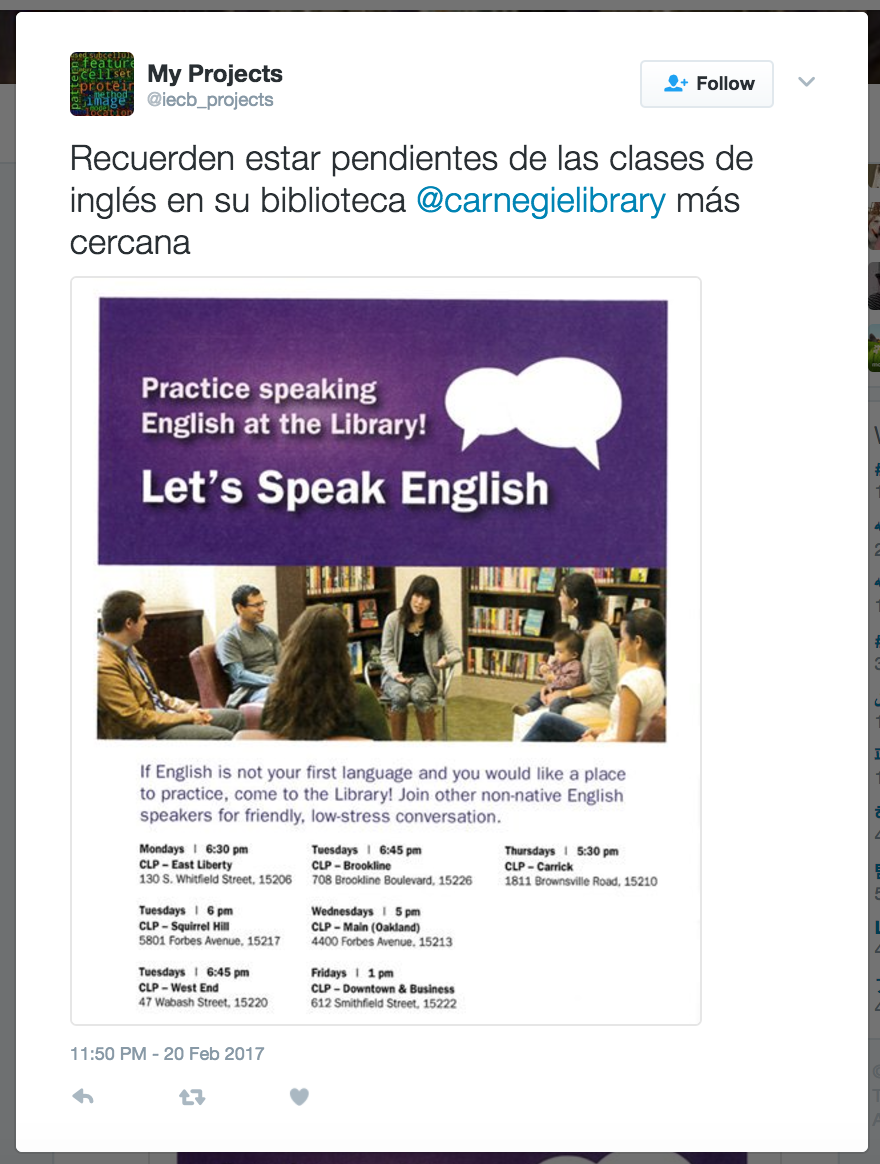 My Projects
@iecb_projects
Follow
Recuerden estar pendientes de las clases de
inglés en su biblioteca @carnegielibrary más
cercana
Practice speaking
English at the Library!
Let's Speak English
If English is not your first language and you would like a place
to practice, come to the Library! Join other non-native English
speakers for friendly, low-stress conversation.
Mondays | 6:30 pm
CLP – East Liberty
130 S. Whitfield Street, 15206
Tuesdays | 6 pm
CLP – Squirrel Hill
5801 Forbes Avenue, 15217
Tuesdays | 6:45 pm
CLP – West End
47 Wabash Street, 15220
Tuesdays | 6:45 pm
CLP – Brookline
708 Brookline Boulevard, 15226
Wednesdays | 5 pm
CLP – Main (Oakland)
4400 Forbes Avenue, 15213
Fridays | 1 pm
CLP – Downtown & Business
612 Smithfield Street, 15222
Thursdays | 5:30 pm
CLP – Carrick
1811 Brownsville Road, 15210
11:50 PM - 20 Feb 2017